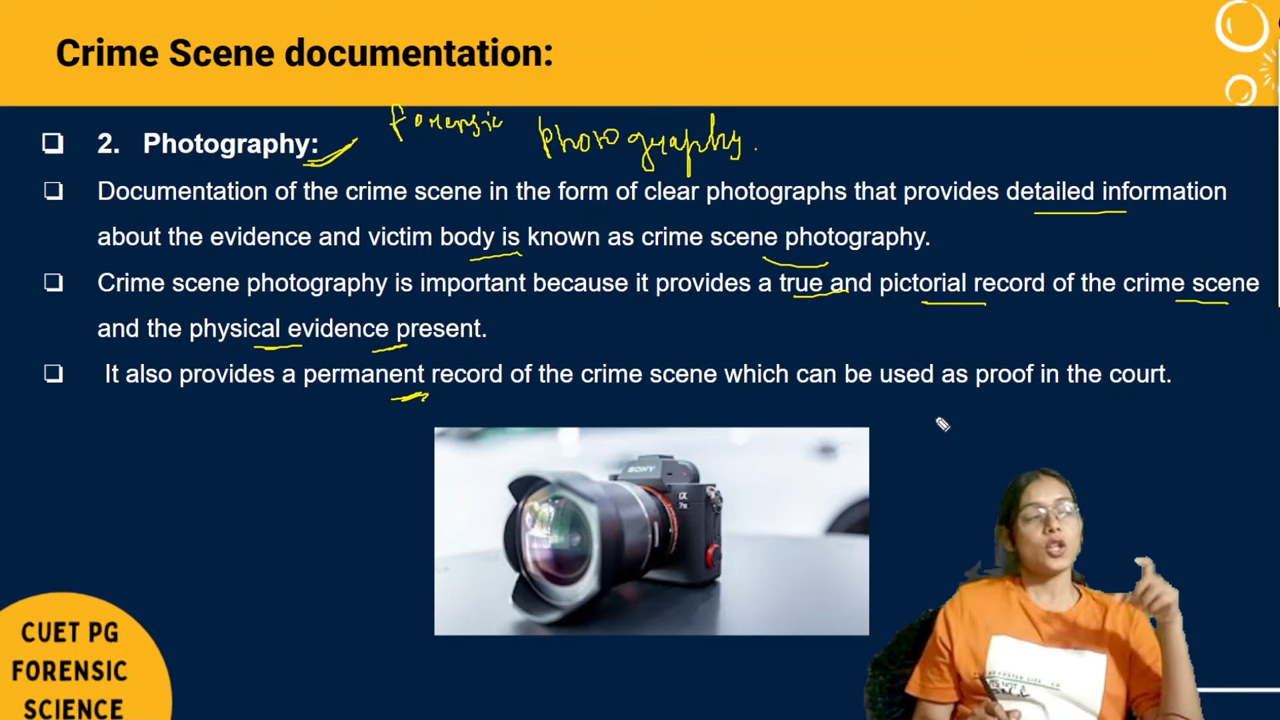 Crime Scene documentation:
❑ 2. Photography:
Forensic photography.
❑ Documentation of the crime scene in the form of clear photographs that provides detailed information
about the evidence and victim body is known as crime scene photography.
❑ Crime scene photography is important because it provides a true and pictorial record of the crime scene
and the physical evidence present.
❑ It also provides a permanent record of the crime scene which can be used as proof in the court.
SONY
α
CUET PG
FORENSIC
SCIENCE